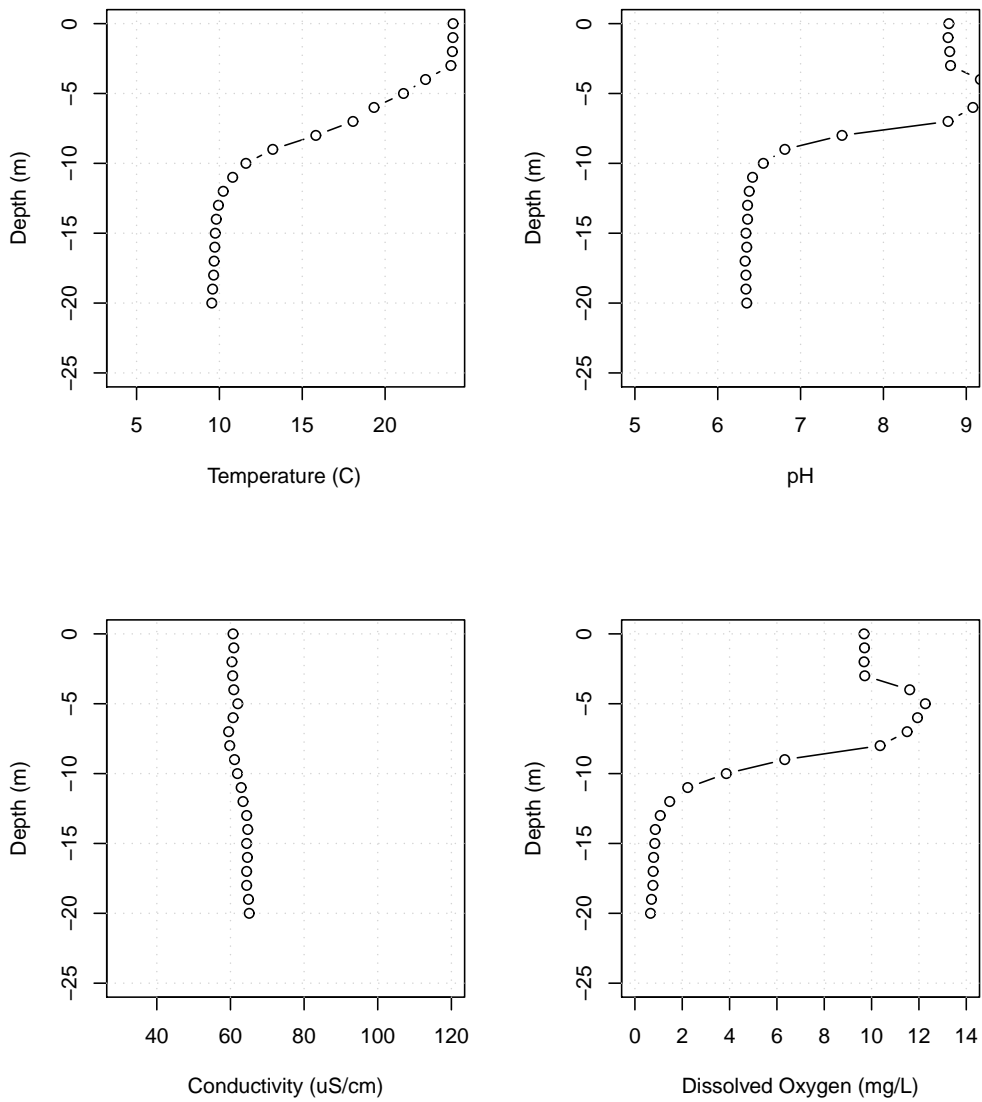 0
−5
−10
−15
−20
−25
Depth (m)
5 10 15 20
Temperature (C)
0
−5
−10
−15
−20
−25
Depth (m)
5 6 7 8 9
pH
0
−5
−10
−15
−20
−25
Depth (m)
40 60 80 100 120
Conductivity (uS/cm)
0
−5
−10
−15
−20
−25
Depth (m)
0 2 4 6 8 10 12 14
Dissolved Oxygen (mg/L)